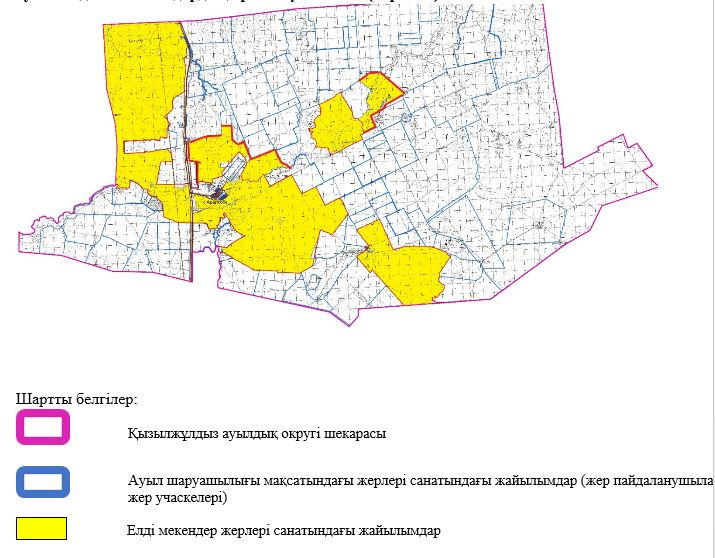 Шартты белгілер:
Қызылжұлдыз ауылдық округі шекарасы
Ауыл шаруашылығы мақсатындағы жерлері санатындағы жайылымдар (жер пайдаланушыла
жер учаскелері)
Елді мекендер жерлері санатындағы жайылымдар